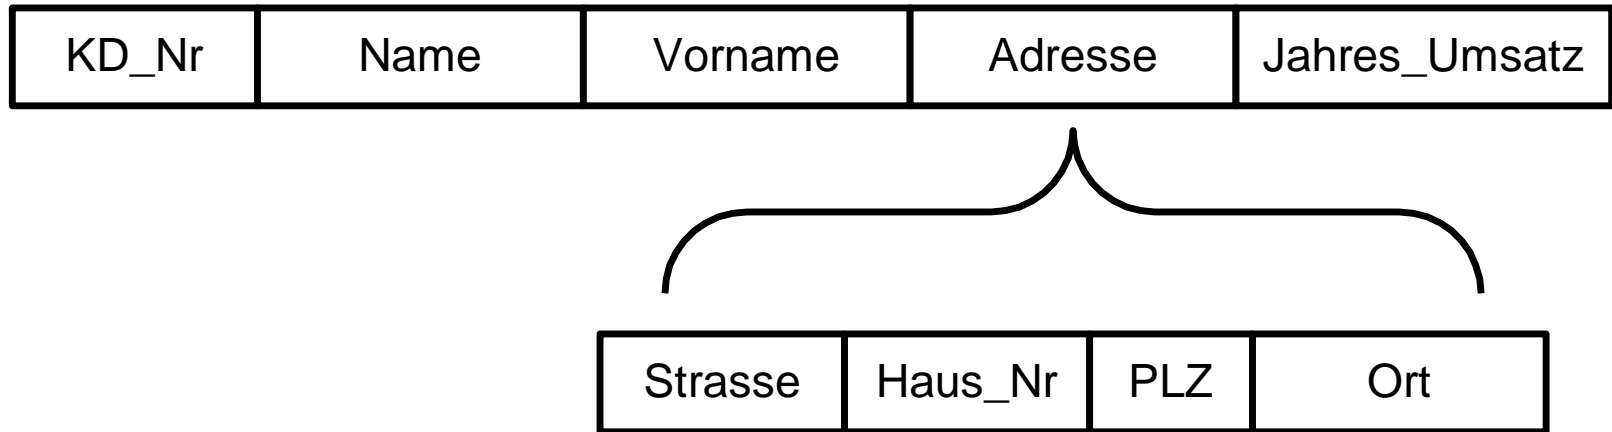 KD_Nr Name Vorname Adresse Jahres_Umsatz
Strasse Haus_Nr PLZ Ort